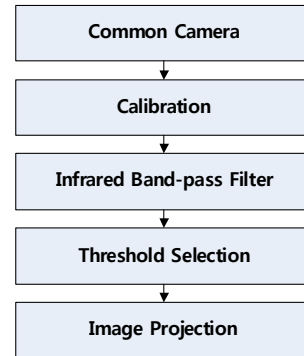 Common Camera
Calibration
Infrared Band-pass Filter
Threshold Selection
Image Projection